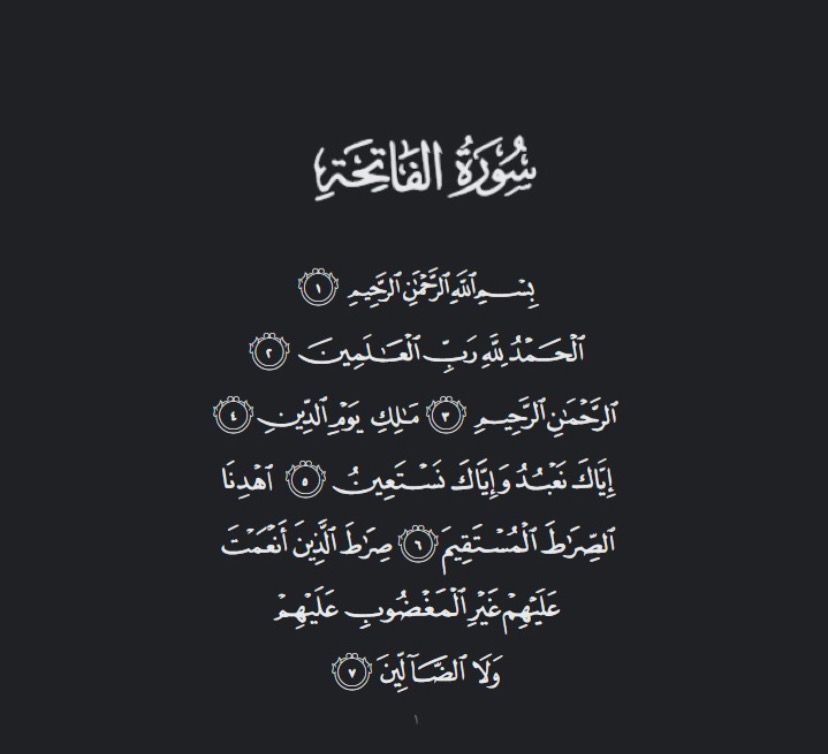 سُورَةُ الفَاتِحَةِ
بِسْمِ ٱللَّهِ ٱلرَّحْمَٰنِ ٱلرَّحِيمِ ١
ٱلْحَمْدُ لِلَّهِ رَبِّ ٱلْعَٰلَمِينَ ٢
ٱلرَّحْمَٰنِ ٱلرَّحِيمِ ٣ مَٰلِكِ يَوْمِ ٱلدِّينِ ٤
إِيَّاكَ نَعْبُدُ وَإِيَّاكَ نَسْتَعِينُ ٥ ٱهْدِنَا
ٱلصِّرَٰطَ ٱلْمُسْتَقِيمَ ٦ صِرَٰطَ ٱلَّذِينَ أَنْعَمْتَ
عَلَيْهِمْ غَيْرِ ٱلْمَغْضُوبِ عَلَيْهِمْ
وَلَا ٱلضَّآلِّينَ ٧
١